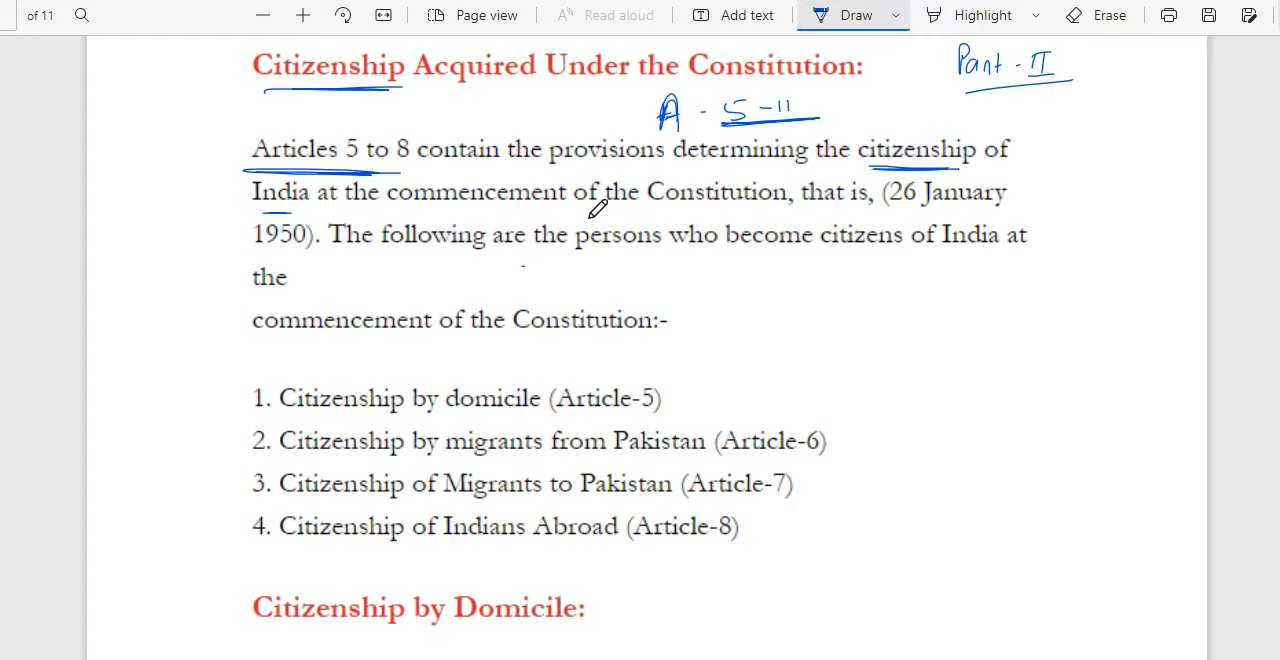 of 11 Page view Read aloud Add text Draw Highlight Erase
Citizenship Acquired Under the Constitution:
Part - II
A - 5-11
Articles 5 to 8 contain the provisions determining the citizenship of
India at the commencement of the Constitution, that is, (26 January
1950). The following are the persons who become citizens of India at
the
commencement of the Constitution:-
1. Citizenship by domicile (Article-5)
2. Citizenship by migrants from Pakistan (Article-6)
3. Citizenship of Migrants to Pakistan (Article-7)
4. Citizenship of Indians Abroad (Article-8)
Citizenship by Domicile: